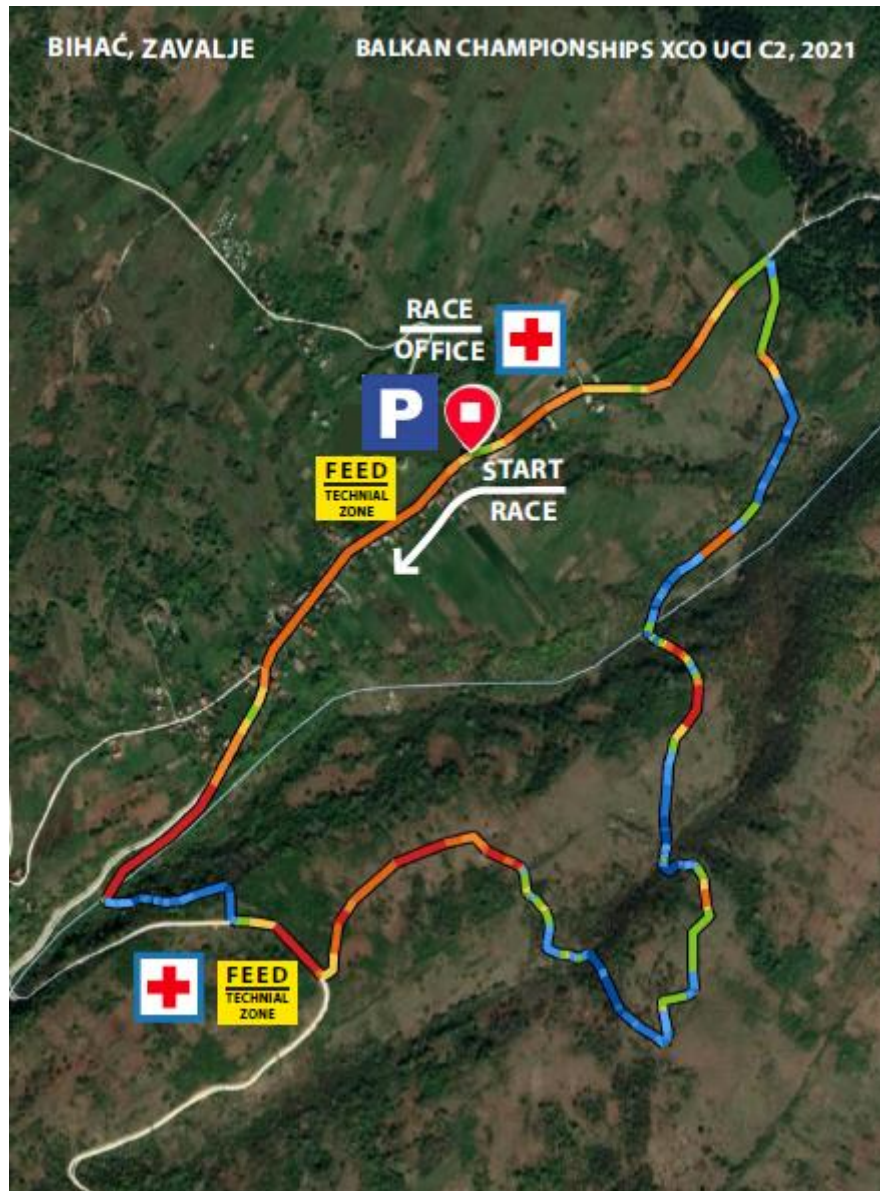 BIHAĆ, ZAVALJE
BALKAN CHAMPIONSHIPS XCO UCI C2, 2021
RACE
OFFICE
P
FEED
TECHNIAL
ZONE
START
RACE
FEED
TECHNIAL
ZONE